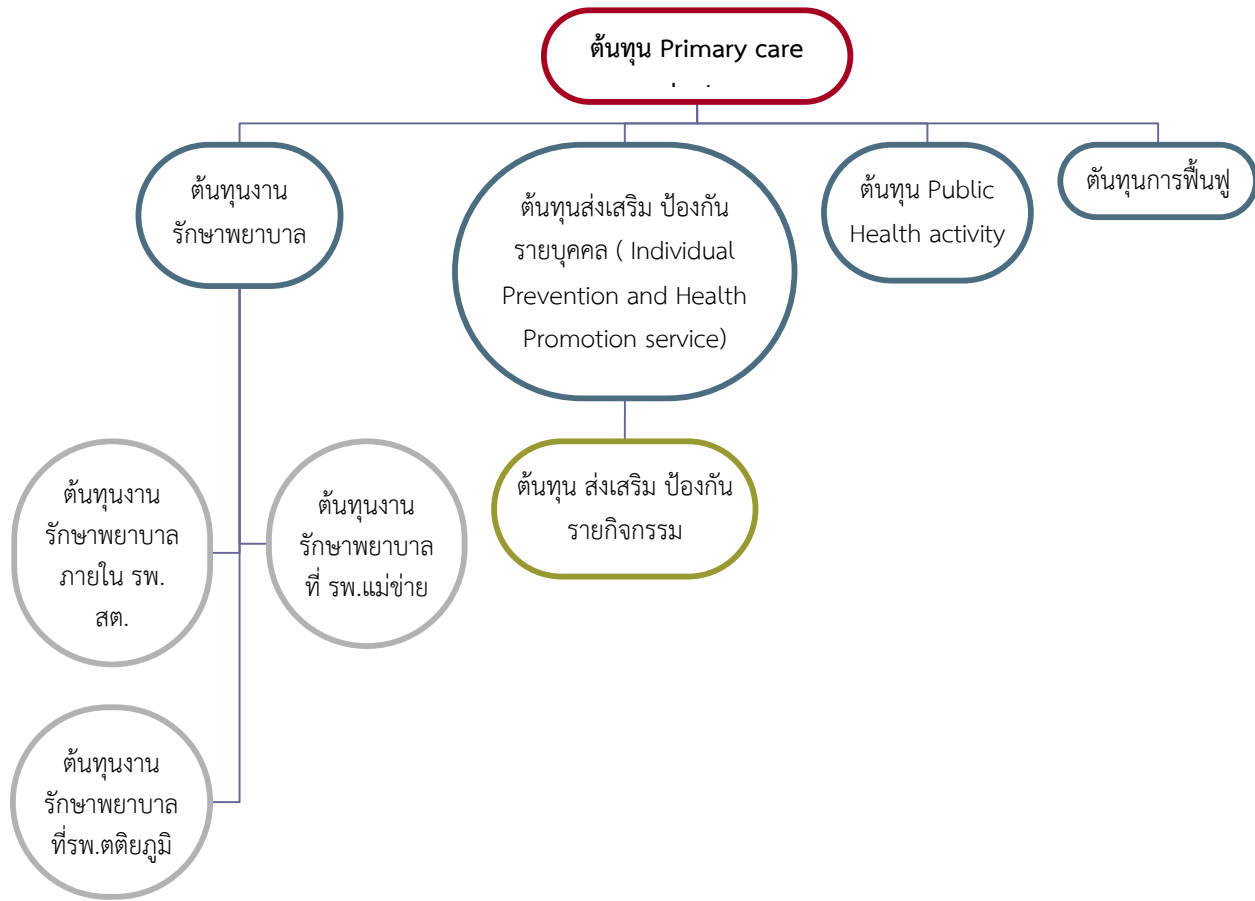 ต้นทุน Primary care
ต้นทุนงาน
รักษาพยาบาล
ต้นทุนส่งเสริม ป้องกัน
รายบุคคล ( Individual
Prevention and Health
Promotion service)
ต้นทุน Public
Health activity
ตันทุนการฟื้นฟู
ต้นทุนงาน
รักษาพยาบาล
ภายใน รพ.
สต.
ต้นทุนงาน
รักษาพยาบาล
ที่ รพ.แม่ข่าย
ต้นทุน ส่งเสริม ป้องกัน
รายกิจกรรม
ต้นทุนงาน
รักษาพยาบาล
ที่รพ.ตติยภูมิ